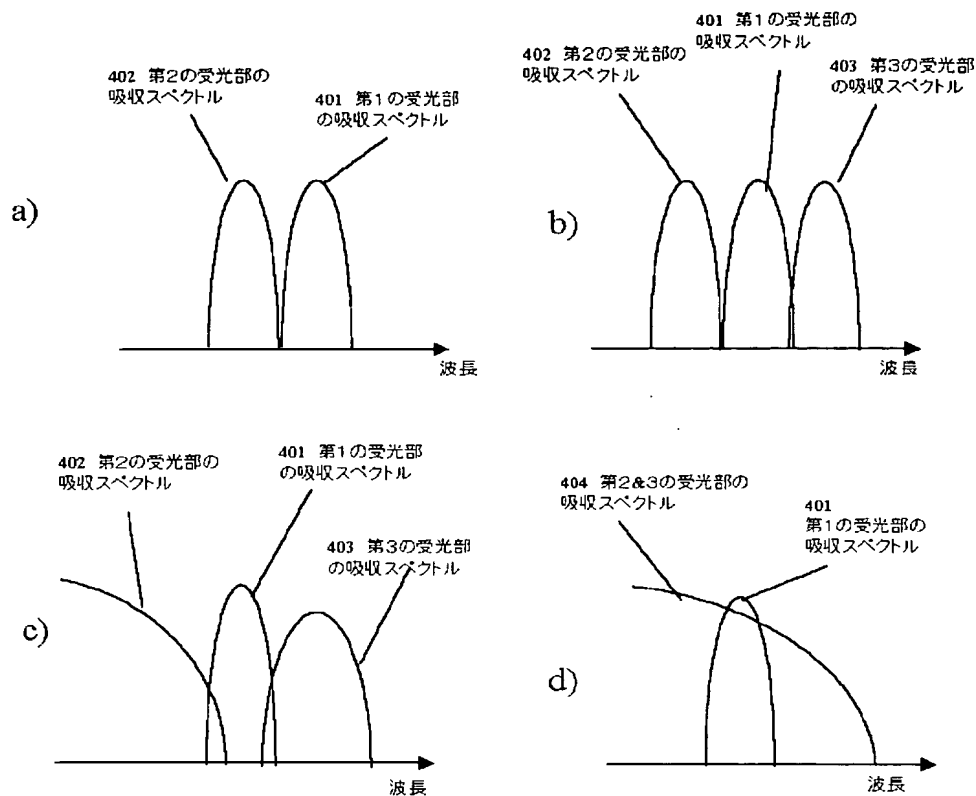 a)
402 第2の受光部の
吸収スペクトル
401 第1の受光部
の吸収スペクトル
波長
b)
402 第2の受光部の
吸収スペクトル
401 第1の受光部の
吸収スペクトル
403 第3の受光部
の吸収スペクトル
波長
c)
402 第2の受光部の
吸収スペクトル
401 第1の受光部
の吸収スペクトル
403 第3の受光部
の吸収スペクトル
波長
d)
404 第2&3の受光部の
吸収スペクトル
401
第1の受光部の
吸収スペクトル
波長